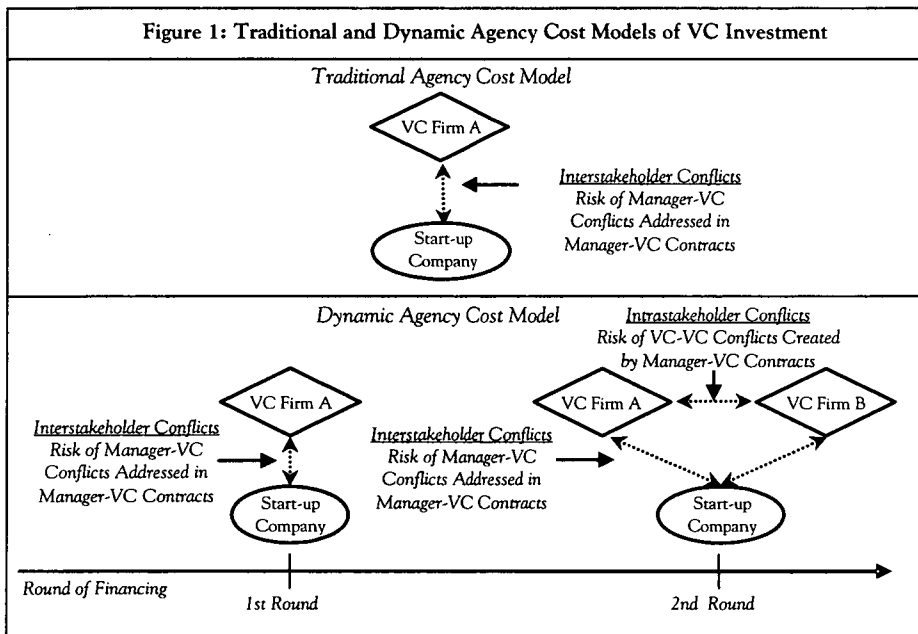 Figure 1: Traditional and Dynamic Agency Cost Models of VC Investment
Traditional Agency Cost Model
VC Firm A
Interstakeholder Conflicts
Risk of Manager-VC
Conflicts Addressed in
Manager-VC Contracts
Start-up
Company
Dynamic Agency Cost Model
Intrastakeholder Conflicts
Risk of VC-VC Conflicts Created
by Manager-VC Contracts
VC Firm A
VC Firm A
VC Firm B
Interstakeholder Conflicts
Risk of Manager-VC
Conflicts Addressed in
Manager-VC Contracts
Interstakeholder Conflicts
Risk of Manager-VC
Conflicts Addressed in
Manager-VC Contracts
Start-up
Company
Start-up
Company
Round of Financing
1st Round
2nd Round